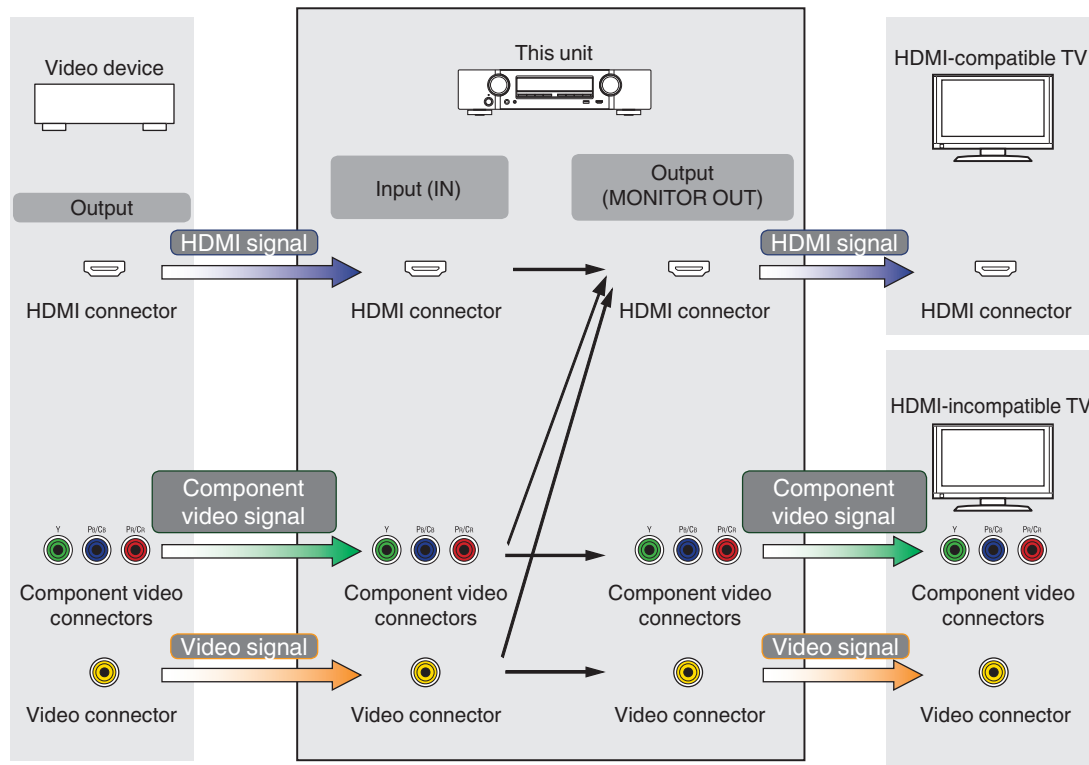 Video device
This unit
HDMI-compatible TV
Output
Input (IN)
Output
(MONITOR OUT)
HDMI signal
HDMI signal
HDMI connector
HDMI connector
HDMI connector
HDMI connector
HDMI-incompatible TV
Component
video signal
Component
video signal
Y PB/CB PR/CR
Y PB/CB PR/CR
Y PB/CB PR/CR
Y PB/CB PR/CR
Component video
connectors
Component video
connectors
Component video
connectors
Component video
connectors
Video signal
Video signal
Video connector
Video connector
Video connector
Video connector